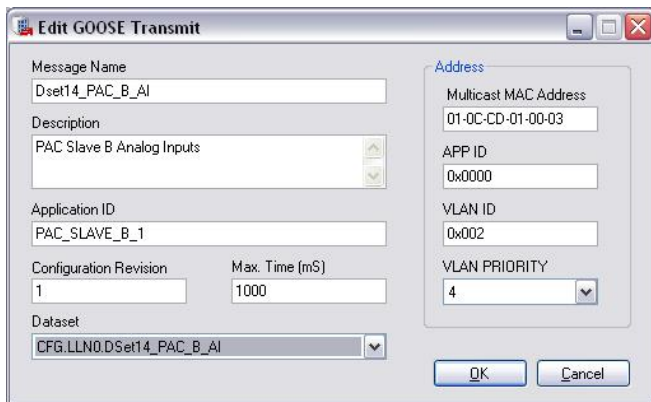 Edit GOOSE Transmit
Message Name
Dset14_PAC_B_AI
Description
PAC Slave B Analog Inputs
Application ID
PAC_SLAVE_B_1
Configuration Revision
Max. Time (mS)
1
1000
Dataset
CFG.LLN0.DSet14_PAC_B_AI
Address
Multicast MAC Address
01-0C-CD-01-00-03
APP ID
0x0000
VLAN ID
0x002
VLAN PRIORITY
4
OK
Cancel